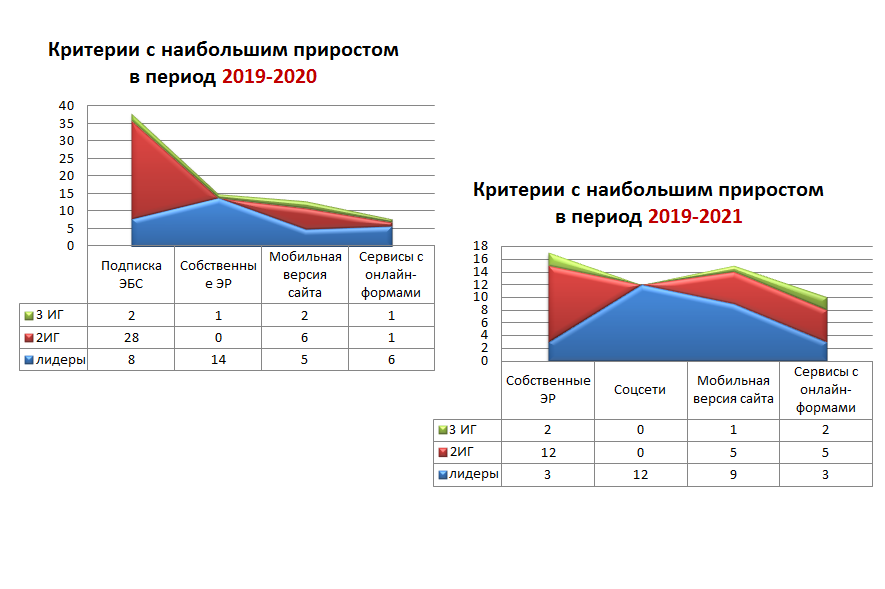 Критерии с наибольшим приростом
в период 2019-2020
40
35
30
25
20
15
10
5
0
Подписка
ЭБС
Собственны
е ЭР
Мобильная
версия
сайта
Сервисы с
онлайн-
формами
3 ИГ 2 1 2 1
2ИГ 28 0 6 1
лидеры 8 14 5 6
Критерии с наибольшим приростом
в период 2019-2021
18
16
14
12
10
8
6
4
2
0
Собственные
ЭР
Соцсети
Мобильная
версия сайта
Сервисы с
онлайн-
формами
3 ИГ 2 0 1 2
2ИГ 12 0 5 5
лидеры 3 12 9 3